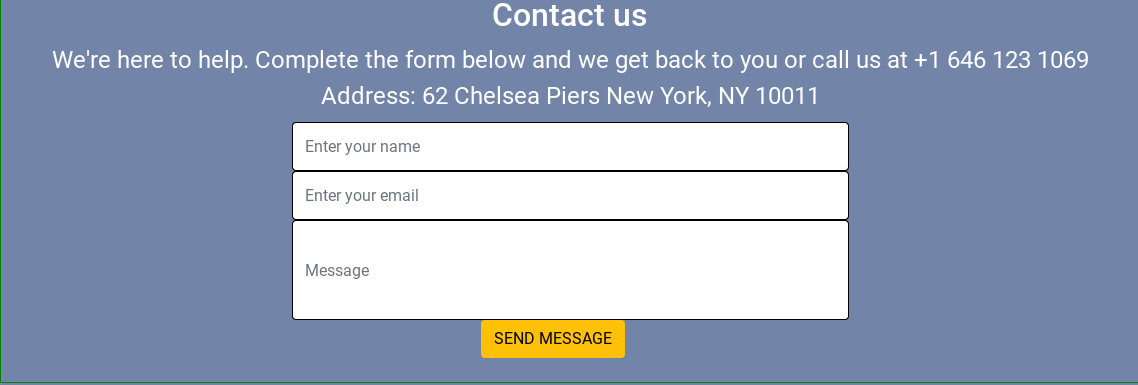 Contact us
We're here to help. Complete the form below and we get back to you or call us at +1 646 123 1069
Address: 62 Chelsea Piers New York, NY 10011
Enter your name
Enter your email
Message
SEND MESSAGE